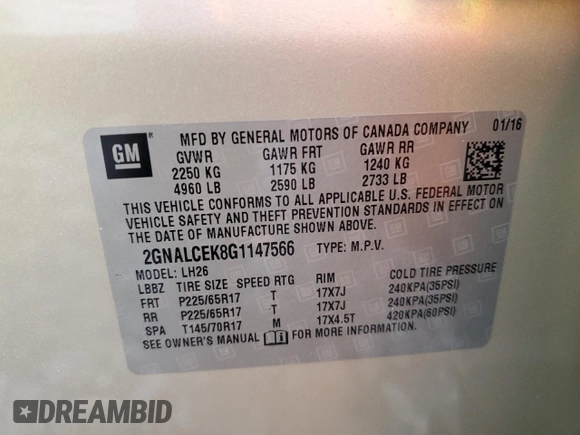 01/16
GM ® MFD BY GENERAL MOTORS OF CANADA COMPANY
GVWR GAWR FRT GAWR RR
2250 KG 1175 KG 1240 KG
4960 LB 2590 LB 2733 LB
THIS VEHICLE CONFORMS TO ALL APPLICABLE U.S. FEDERAL MOTOR
VEHICLE SAFETY AND THEFT PREVENTION STANDARDS IN EFFECT ON
THE DATE OF MANUFACTURE SHOWN ABOVE.
2GNALCEK8G1147566 TYPE: M.P.V.
MODEL: LH26
LBBZ TIRE SIZE SPEED RTG RIM COLD TIRE PRESSURE
FRT P225/65R17 T 17X7J 240KPA(35PSI)
RR P225/65R17 T 17X7J 240KPA(35PSI)
SPA T145/70R17 M 17X4.5T 420KPA(60PSI)
SEE OWNER'S MANUAL FOR MORE INFORMATION.
DREAMBID